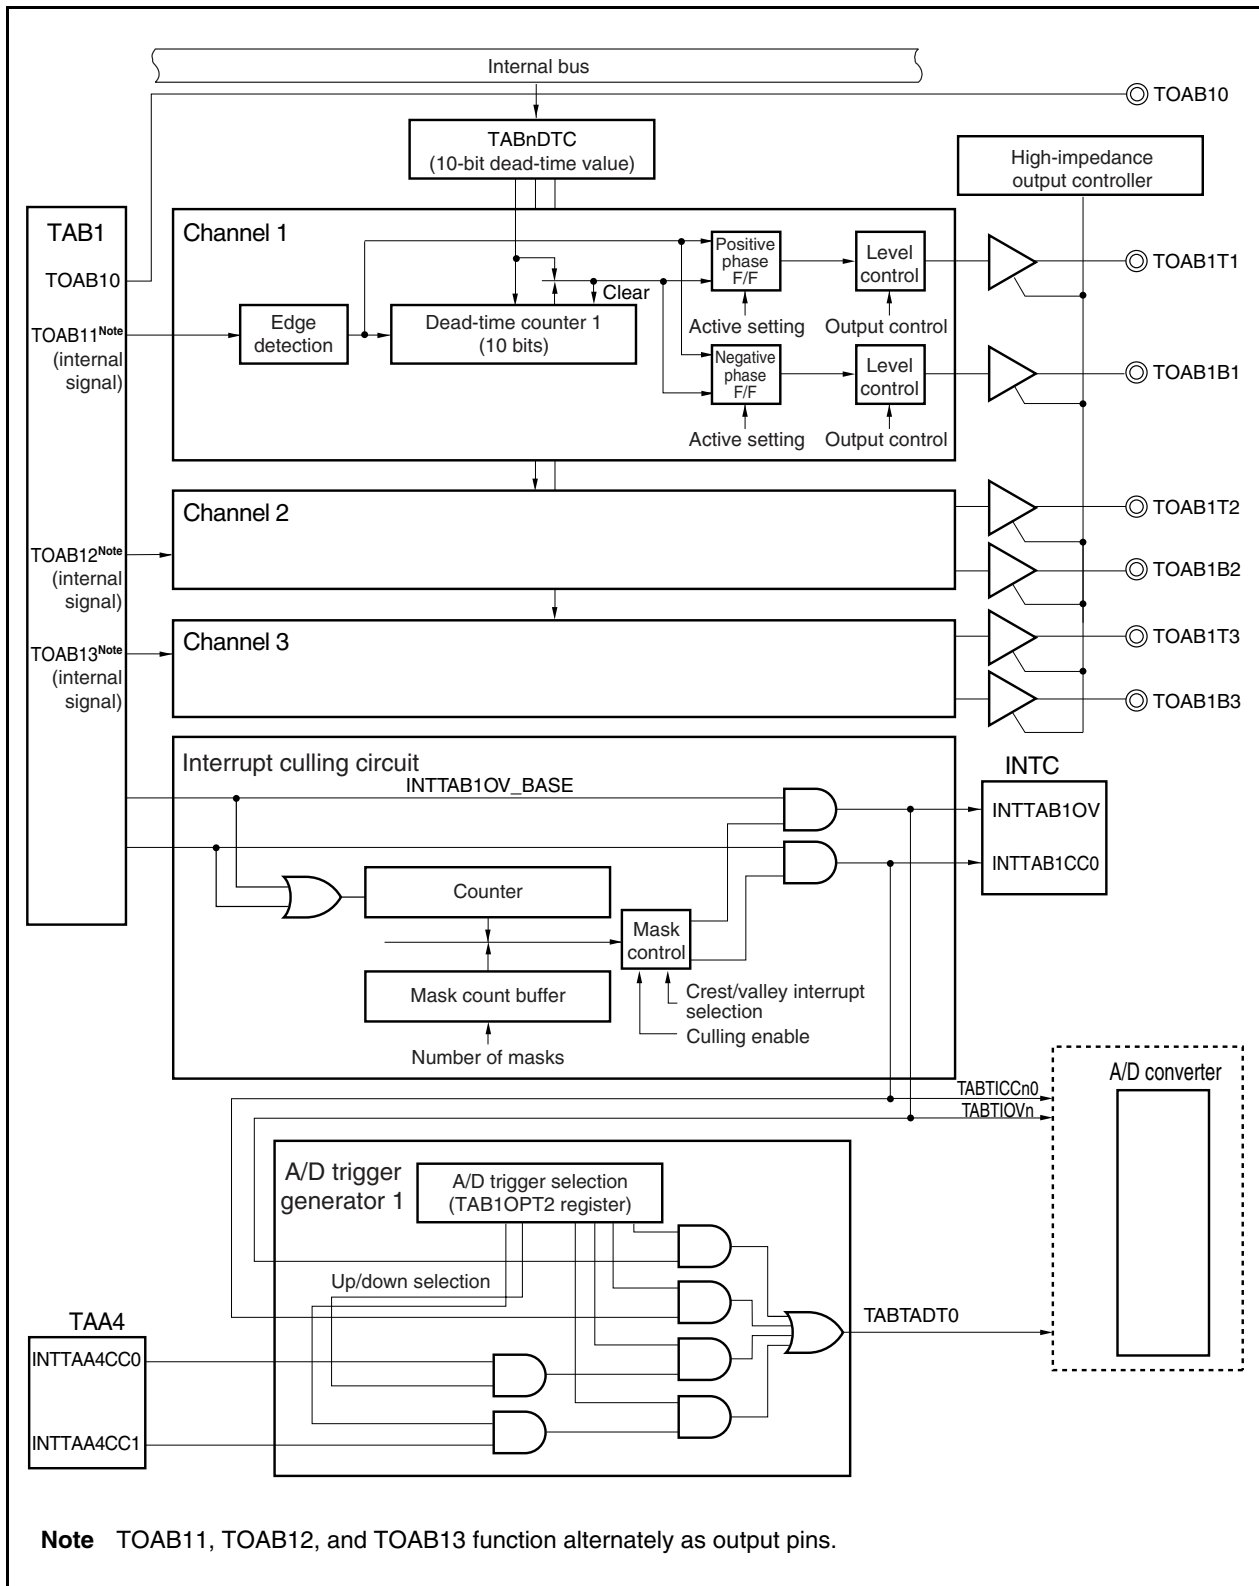 Internal bus
TOAB10
TABnDTC
(10-bit dead-time value)
High-impedance
output controller
TAB1
TOAB10
TOAB11Note
(internal
signal)
TOAB12Note
(internal
signal)
TOAB13Note
(internal
signal)
Channel 1
Edge
detection
Dead-time counter 1
(10 bits)
Clear
Positive
phase
F/F
Level
control
Active setting
Output control
Negative
phase
F/F
Level
control
Active setting
Output control
TOAB1T1
TOAB1B1
Channel 2
TOAB1T2
TOAB1B2
Channel 3
TOAB1T3
TOAB1B3
Interrupt culling circuit
INTTAB1OV_BASE
Counter
Mask count buffer
Number of masks
Mask
control
Crest/valley interrupt
selection
Culling enable
INTC
INTTAB1OV
INTTAB1CC0
TABTICCn0
TABTIOVn
A/D converter
A/D trigger
generator 1
A/D trigger selection
(TAB1OPT2 register)
Up/down selection
TABTADT0
TAA4
INTTAA4CC0
INTTAA4CC1
Note TOAB11, TOAB12, and TOAB13 function alternately as output pins.